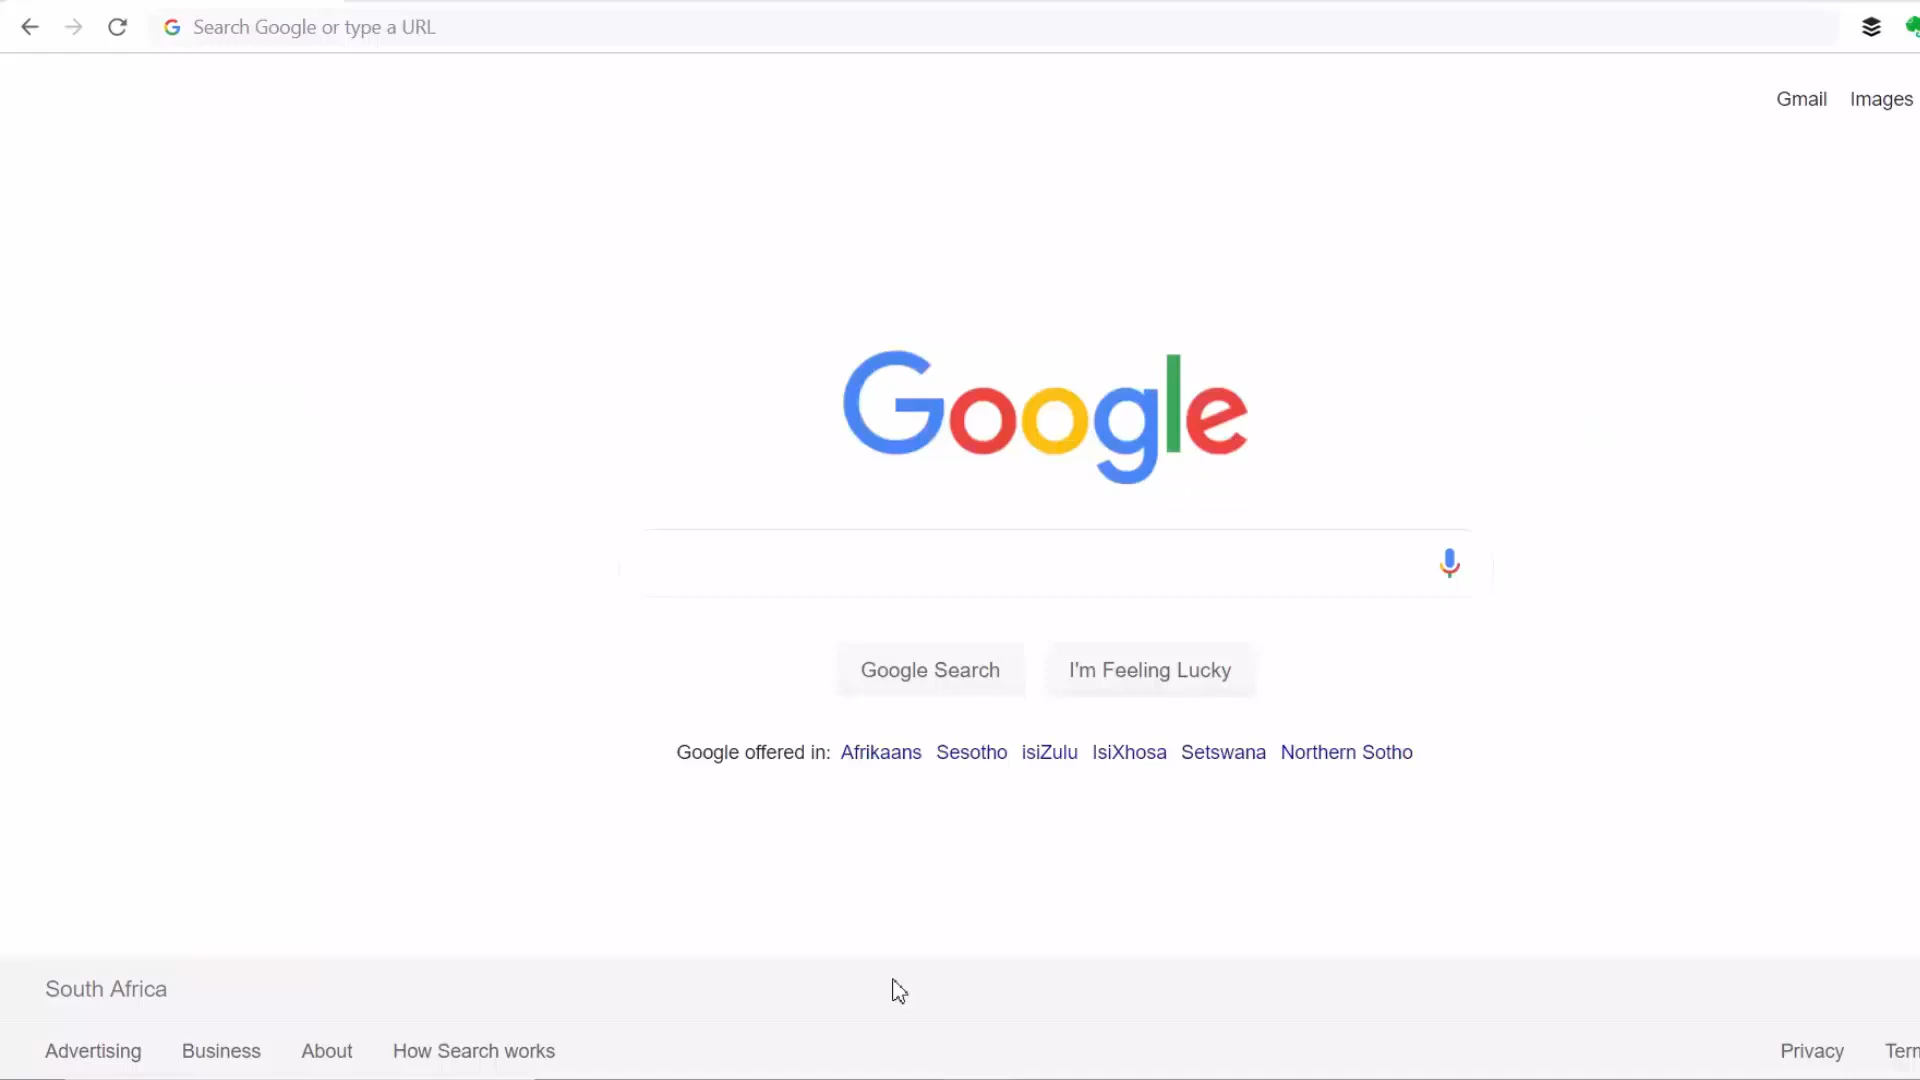 Search Google or type a URL
Gmail Images
Google
Google Search I'm Feeling Lucky
Google offered in: Afrikaans Sesotho isiZulu IsiXhosa Setswana Northern Sotho
South Africa
Advertising Business About How Search works Privacy